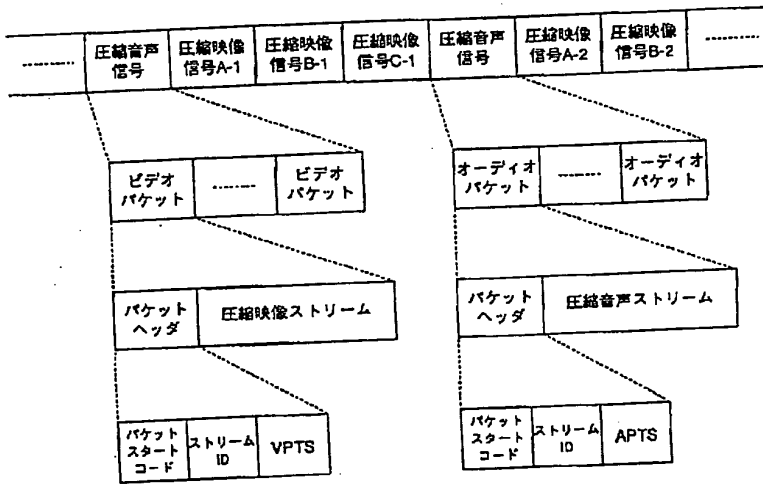 圧縮音声
信号
圧縮映像
信号A-1
圧縮映像
信号B-1
圧縮映像
信号C-1
圧縮音声
信号
圧縮映像
信号A-2
圧縮映像
信号B-2
ビデオ
パケット
ビデオ
パケット
オーディオ
パケット
オーディオ
パケット
パケット
ヘッダ
圧縮映像ストリーム
パケット
ヘッダ
圧縮音声ストリーム
パケット
スタート
コード
ストリーム
ID
VPTS
パケット
スタート
コード
ストリーム
ID
APTS